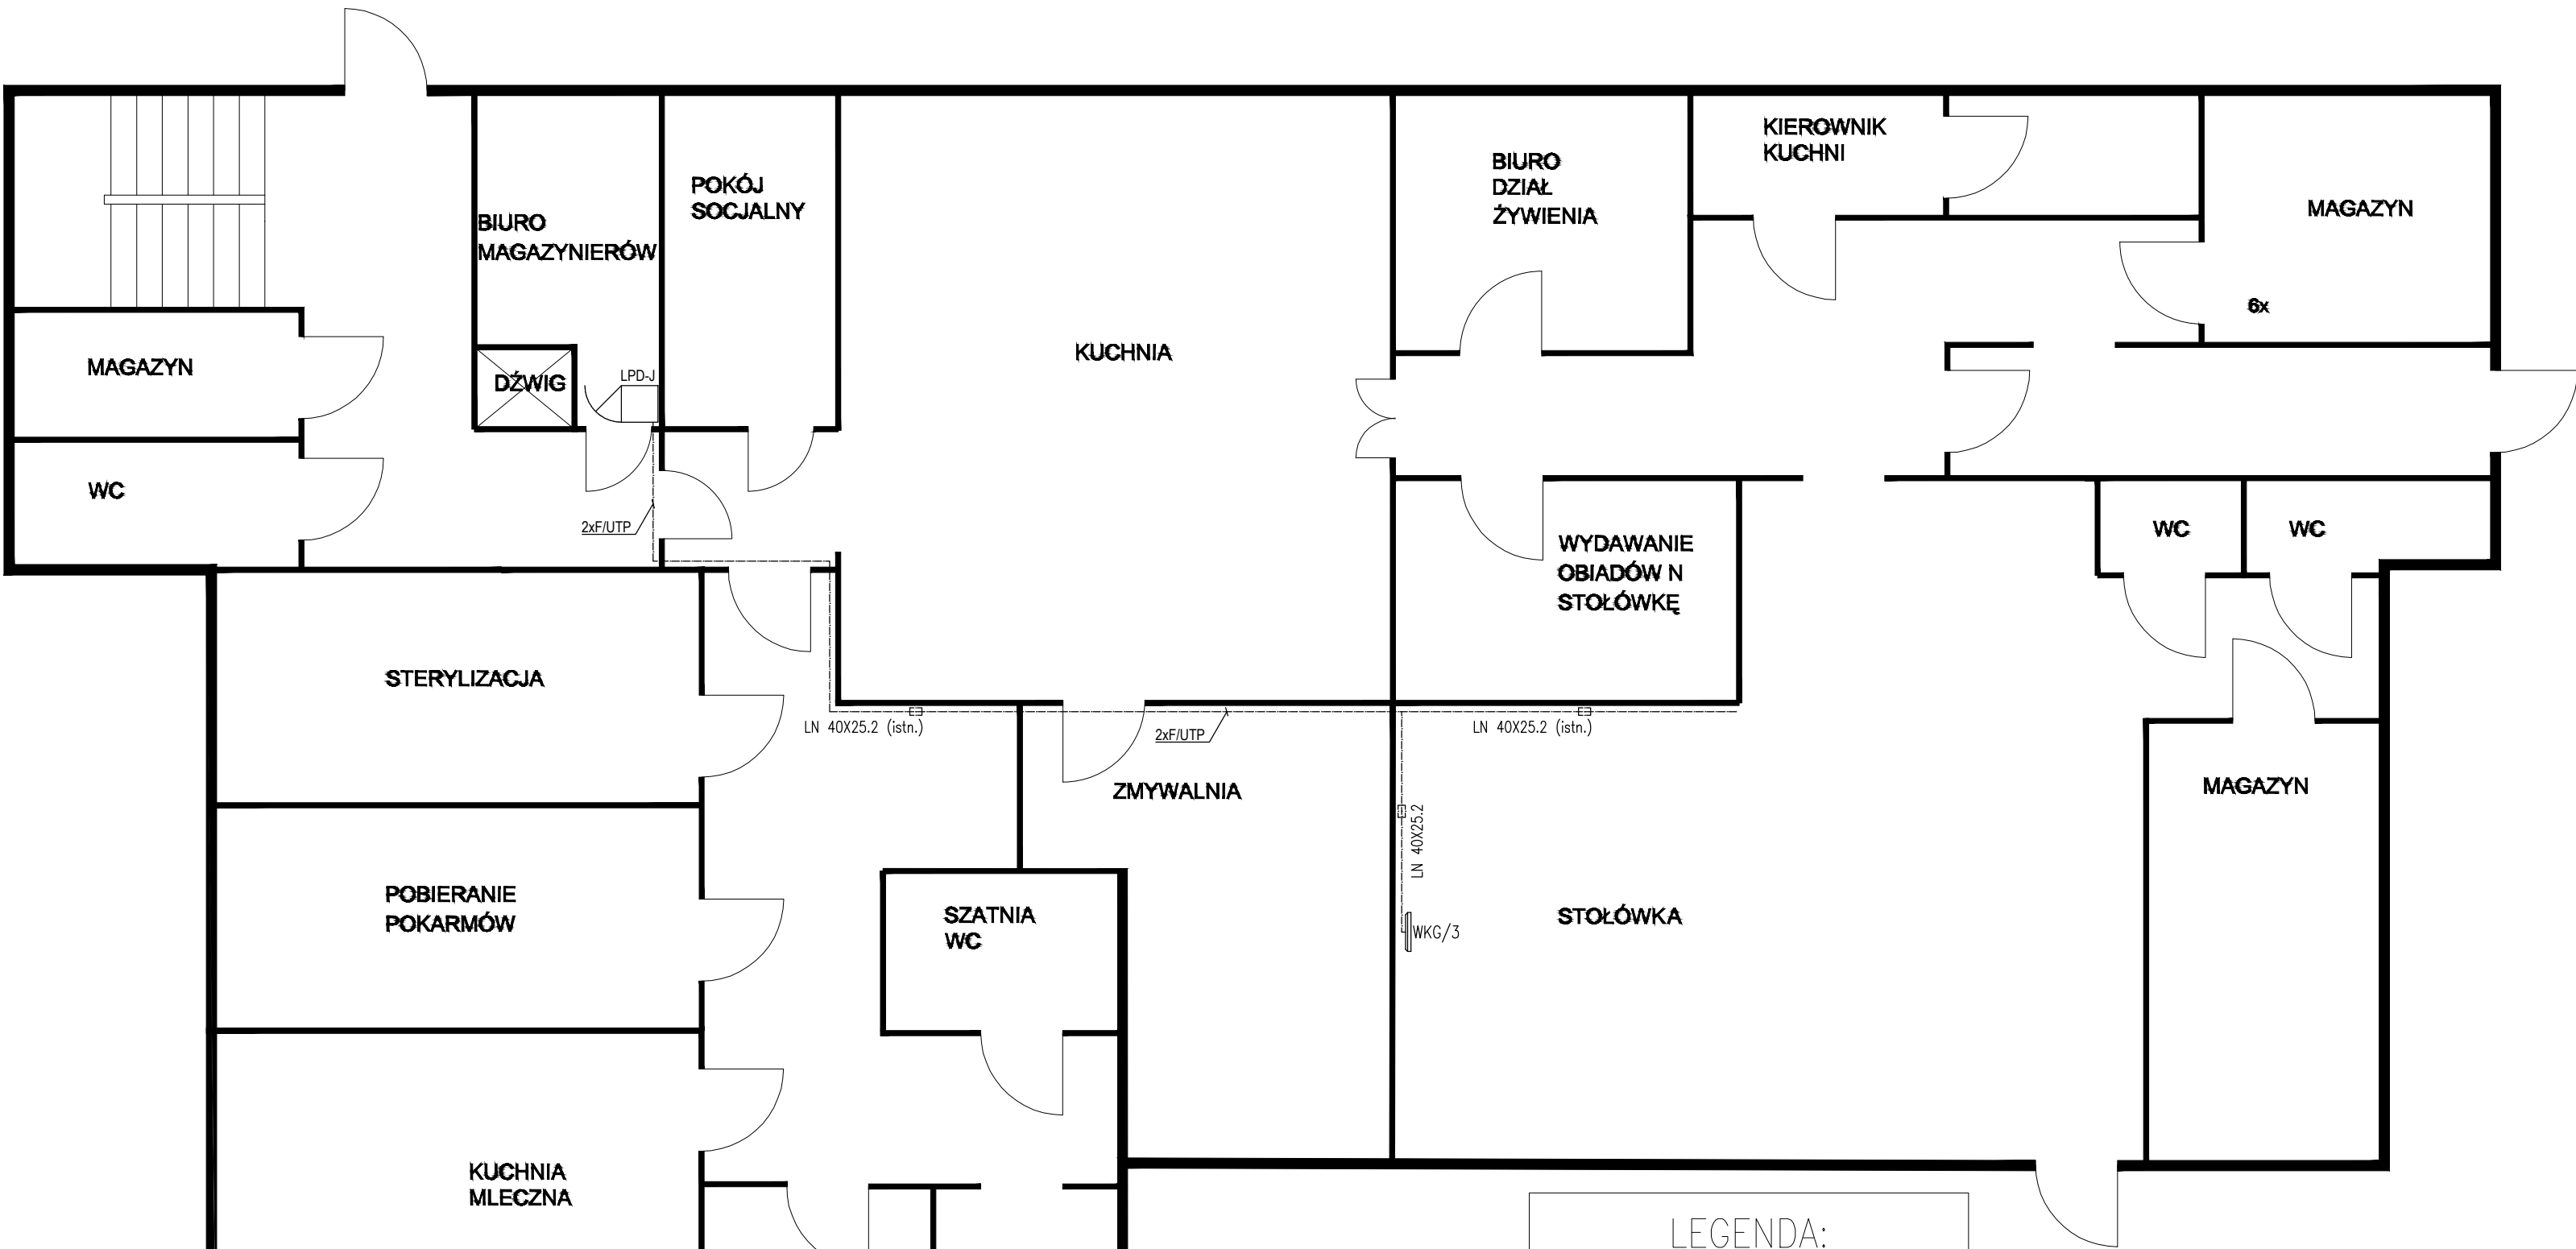 KIEROWNIK
KUCHNI
BIURO
DZIAŁ
ŻYWIENIA
POKÓJ
SOCJALNY
MAGAZYN
BIURO
MAGAZYNIERÓW
6x
KUCHNIA
MAGAZYN
DŹWIG
LPD-J
WC
2xF/UTP
WC
WC
WYDAWANIE
OBIADÓW N
STOŁÓWKĘ
STERYLIZACJA
LN 40X25.2 (istn.)
2xF/UTP
LN 40X25.2 (istn.)
ZMYWALNIA
MAGAZYN
LN 40X25.2
POBIERANIE
POKARMÓW
SZATNIA
WC
STOŁÓWKA
WKG/3
KUCHNIA
MLECZNA
LEGENDA: